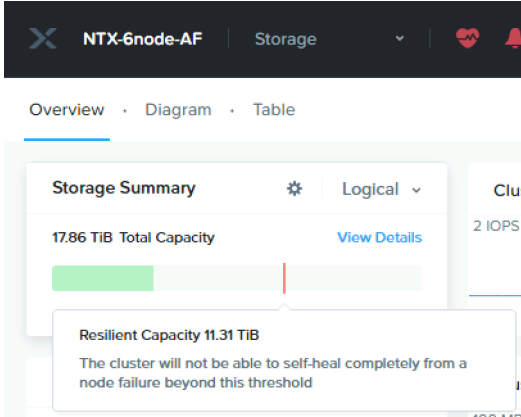 NTX-6node-AF
Storage
Overview · Diagram · Table
Storage Summary
Logical
Clu
17.86 TiB Total Capacity
View Details
2 IOPS
Resilient Capacity 11.31 TiB
The cluster will not be able to self-heal completely from a
node failure beyond this threshold